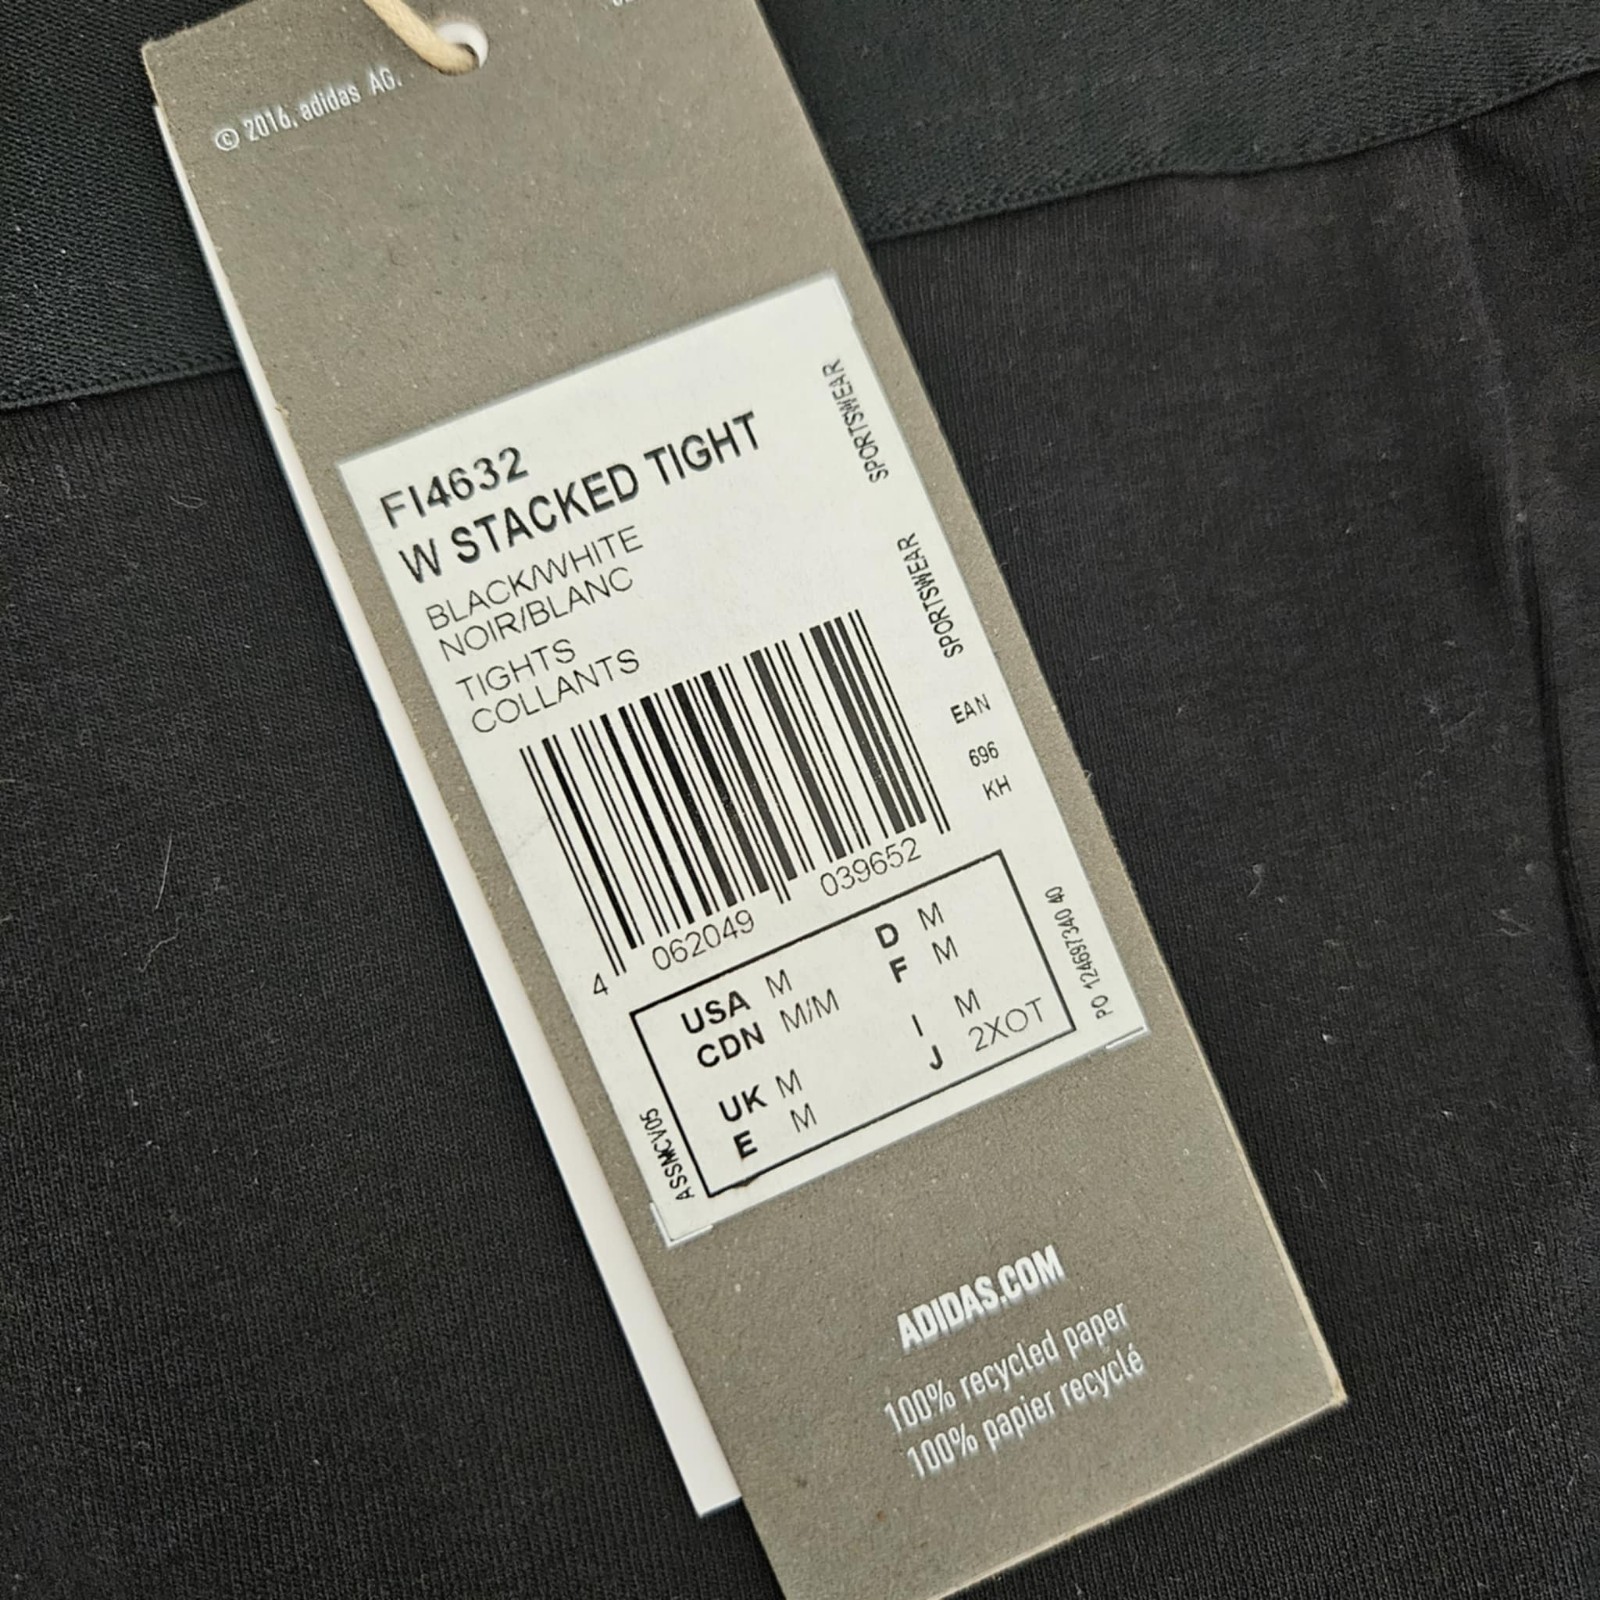 © 2016, adidas AG.
FI4632
W STACKED TIGHT
BLACK/WHITE
NOIR/BLANC
TIGHTS
COLLANTS
SPORTSWEAR
SPORTSWEAR
EAN
696
KH
4 062049 039652
USA M D M
CDN M/M F M
UK M I M
E M J 2XOT
ASSMCV05
PO 124697340 40
ADIDAS.COM
100% recycled paper
100% papier recyclé